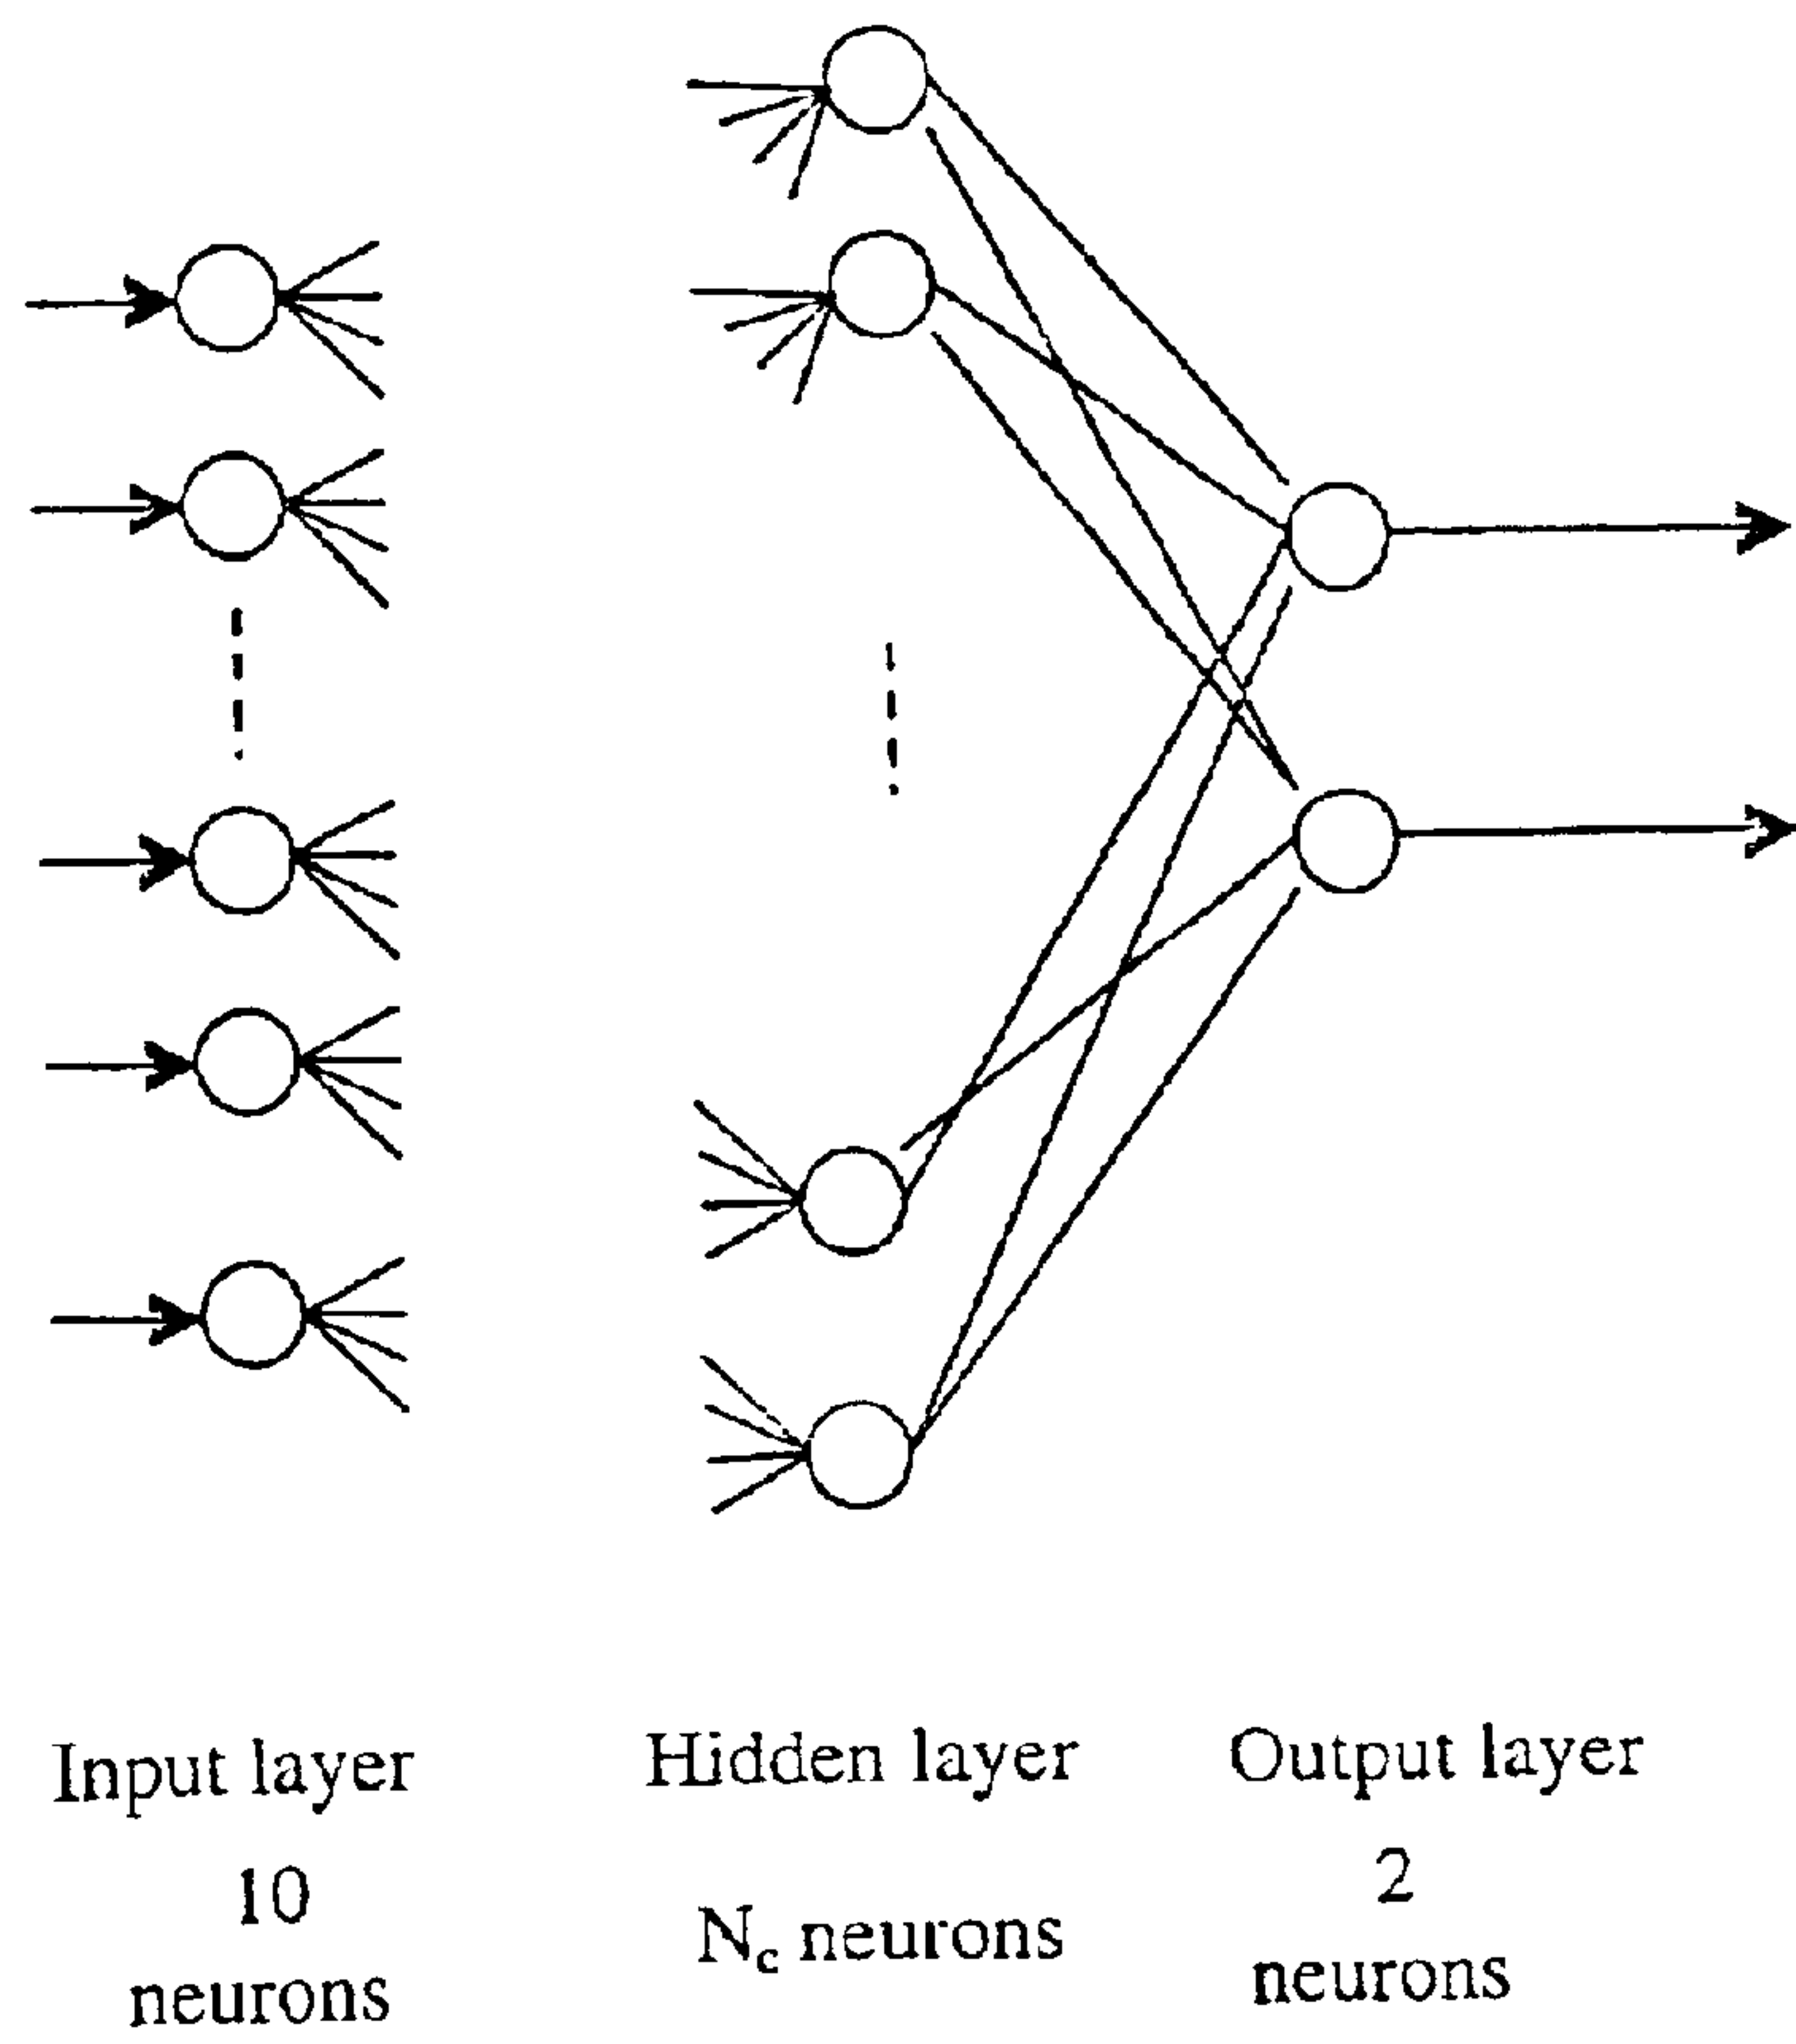 Input layer
10
neurons
Hidden layer
N_c neurons
Output layer
2
neurons